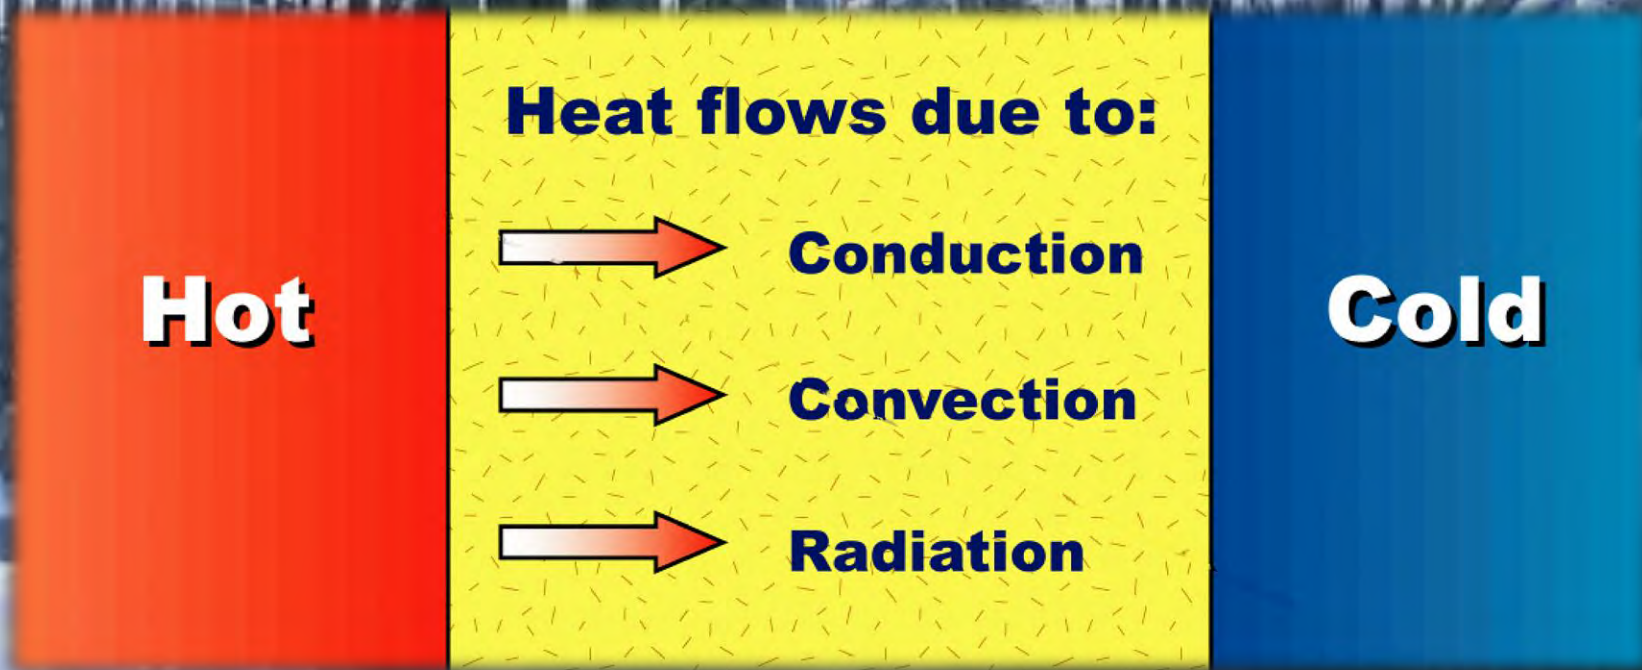 Heat flows due to:
Hot
Conduction
Convection
Radiation
Cold